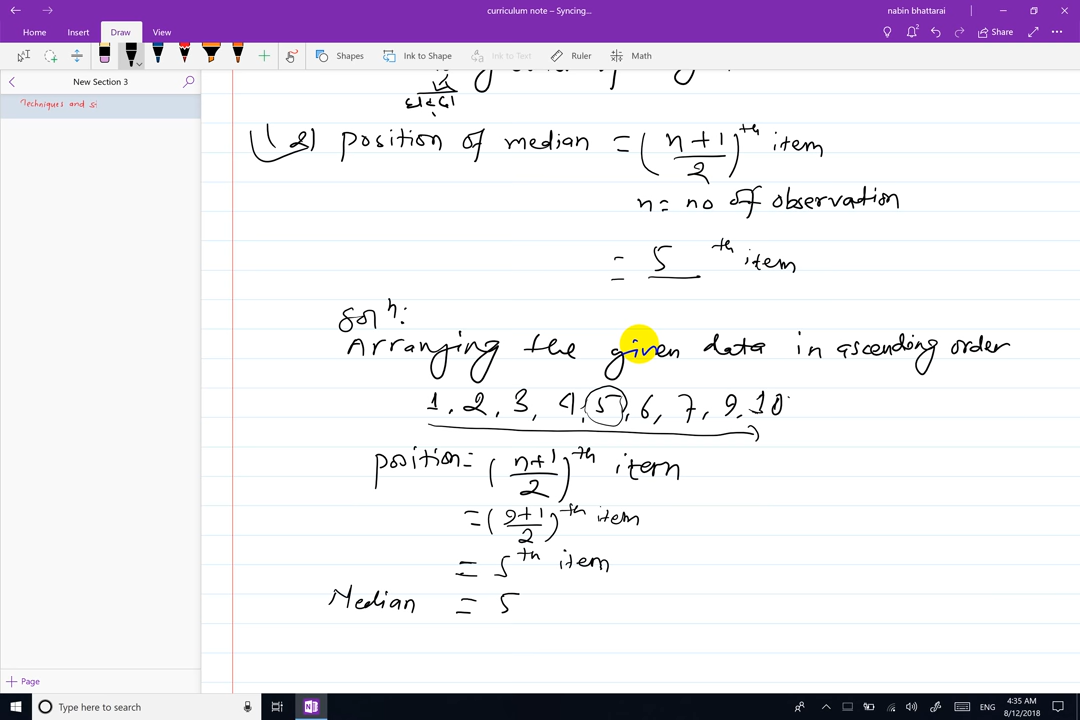 curriculum note – Syncing...
nabin bhattarai
Home Insert Draw View
Share
Shapes Ink to Shape Ink to Text Ruler Math
New Section 3
Techniques and
2) position of median = (n+1/2)th item
n = no of observation
= 5 th item
Solⁿ:
Arranging the given data in ascending order
1, 2, 3, 4, 5, 6, 7, 9, 10
position = (n+1/2)th item
= (9+1/2)th item
= 5th item
Median = 5
+ Page
Type here to search
ENG
4:35 AM
8/12/2018